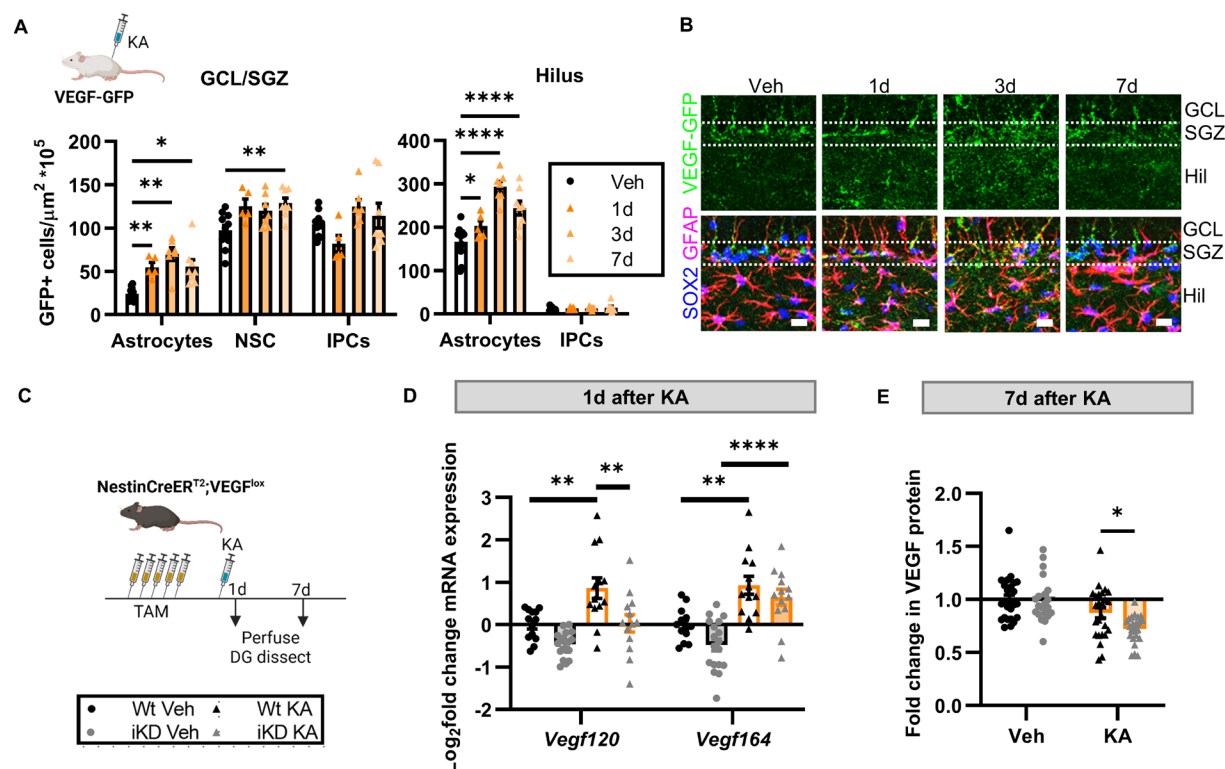 A
KA
VEGF-GFP
GCL/SGZ
Hilus
GFP+ cells/μm² *10⁵
200
150
100
50
0
*
**
**
**
Astrocytes
NSC
IPCs
400
300
200
100
0
****
****
*
Astrocytes
IPCs
Veh
1d
3d
7d
B
Veh
1d
3d
7d
VEGF-GFP
SOX2 GFAP
GCL
SGZ
Hil
GCL
SGZ
Hil
C
NestinCreERᵀ²;VEGFˡᵒˣ
KA
TAM
1d
7d
Perfuse
DG dissect
Wt Veh
Wt KA
iKD Veh
iKD KA
D
1d after KA
Log₂fold change mRNA expression
3
2
1
0
-1
-2
**
**
**
****
Vegf120
Vegf164
E
7d after KA
Fold change in VEGF protein
2.0
1.5
1.0
0.5
0.0
*
Veh
KA